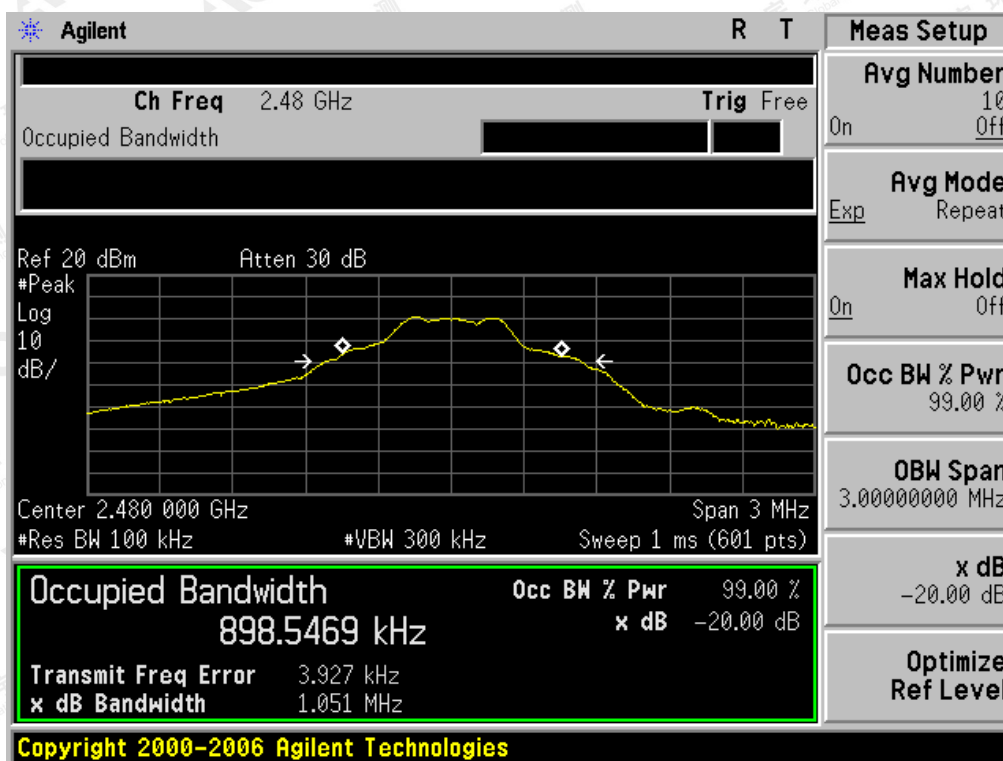 Agilent R T
Ch Freq 2.48 GHz Trig Free
Occupied Bandwidth
Ref 20 dBm Atten 30 dB
#Peak
Log
10
dB/
Center 2.480 000 GHz Span 3 MHz
#Res BW 100 kHz #VBW 300 kHz Sweep 1 ms (601 pts)
Occupied Bandwidth Occ BW % Pwr 99.00 %
898.5469 kHz x dB -20.00 dB
Transmit Freq Error 3.927 kHz
x dB Bandwidth 1.051 MHz
Copyright 2000-2006 Agilent Technologies
Meas Setup
Avg Number
10
On Off
Avg Mode
Exp Repeat
Max Hold
On Off
Occ BW % Pwr
99.00 %
OBW Span
3.00000000 MHz
x dB
-20.00 dB
Optimize
Ref Level